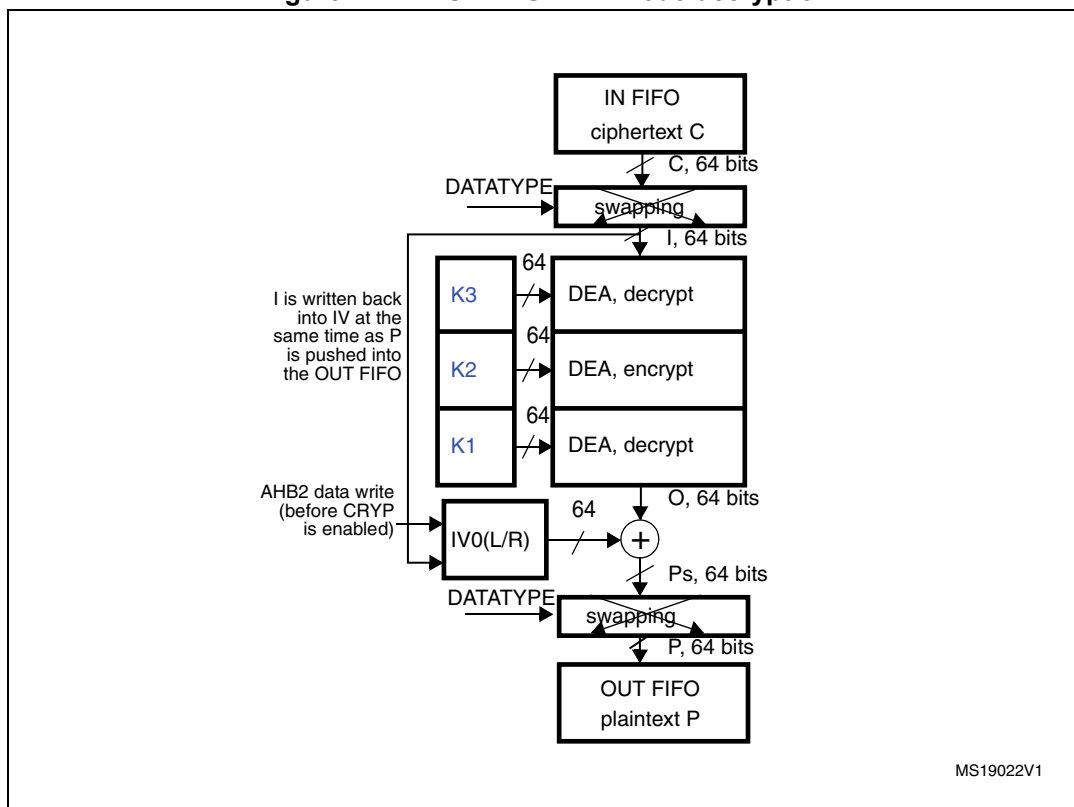 IN FIFO
ciphertext C
C, 64 bits
DATATYPE
swapping
I, 64 bits
I is written back
into IV at the
same time as P
is pushed into
the OUT FIFO
64
K3
DEA, decrypt
64
K2
DEA, encrypt
64
K1
DEA, decrypt
O, 64 bits
AHB2 data write
(before CRYP
is enabled)
IV0(L/R)
64
+
Ps, 64 bits
DATATYPE
swapping
P, 64 bits
OUT FIFO
plaintext P
MS19022V1